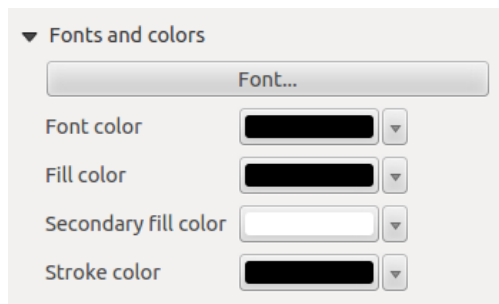 Fonts and colors
Font...
Font color
Fill color
Secondary fill color
Stroke color